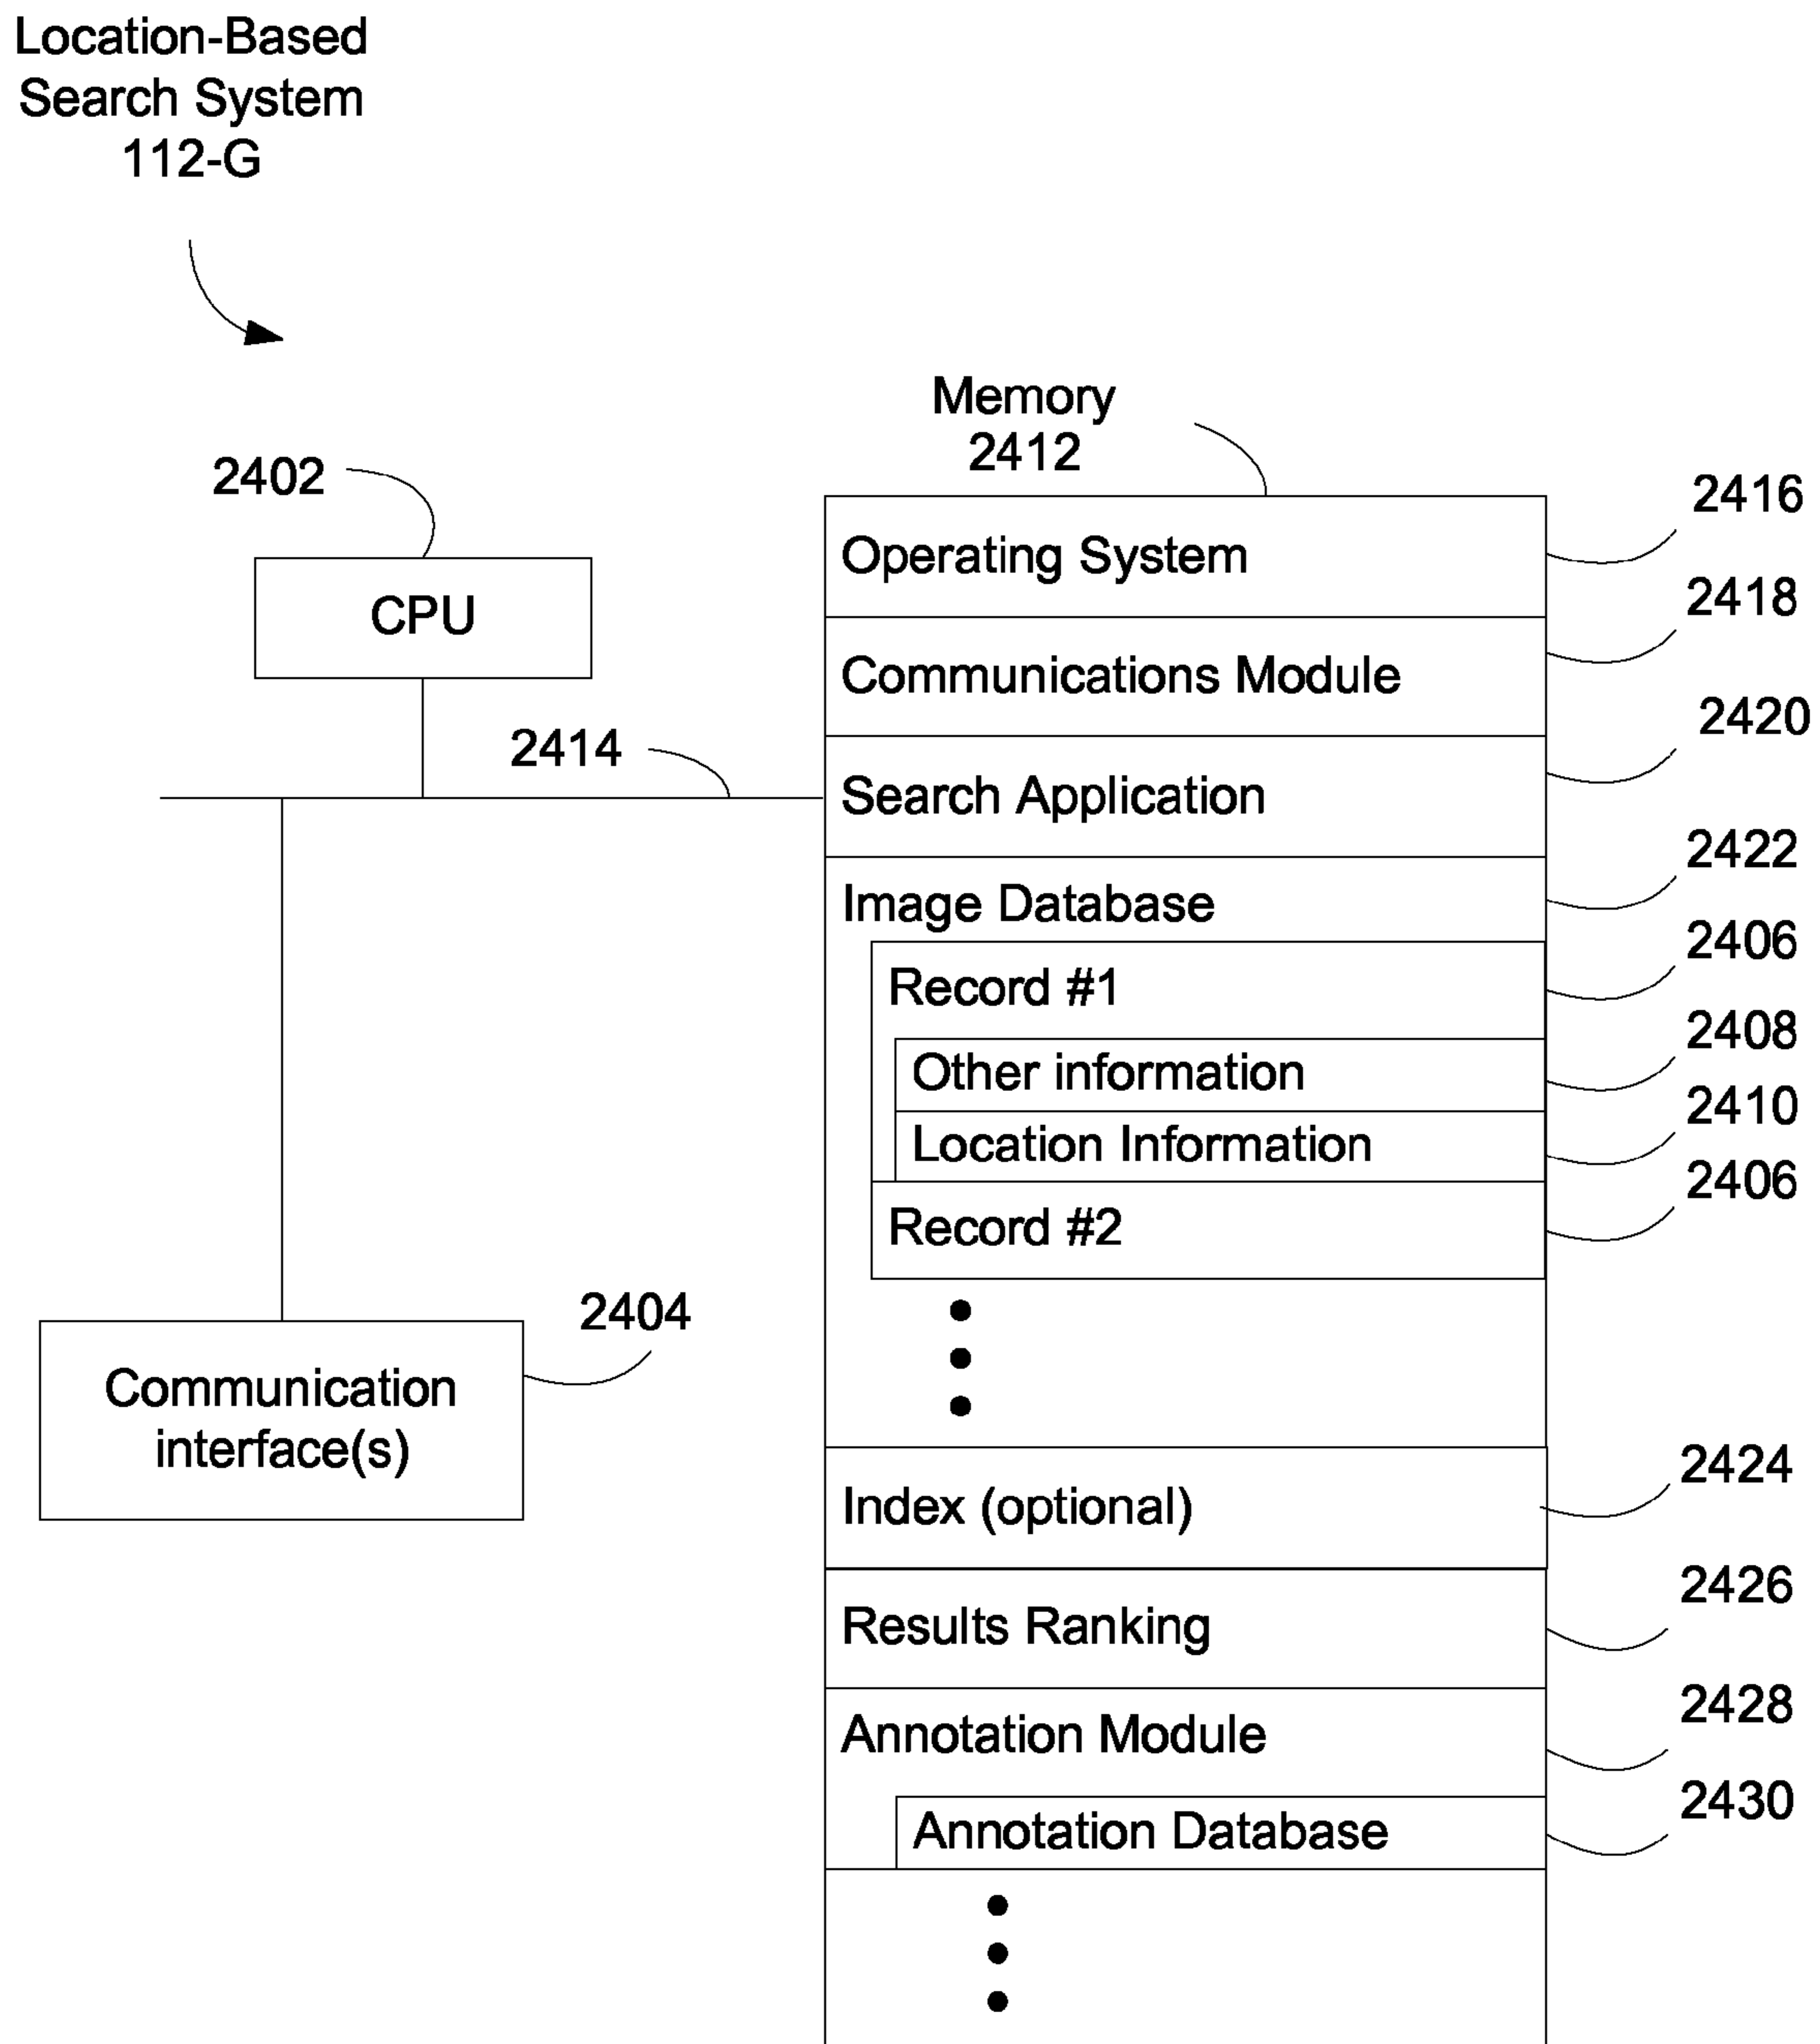 Location-Based
Search System
112-G
Memory
2412
2402
CPU
2414
Communication
interface(s)
2404
Operating System
2416
Communications Module
2418
Search Application
2420
Image Database
2422
Record #1
2406
Other information
2408
Location Information
2410
Record #2
2406
Index (optional)
2424
Results Ranking
2426
Annotation Module
2428
Annotation Database
2430